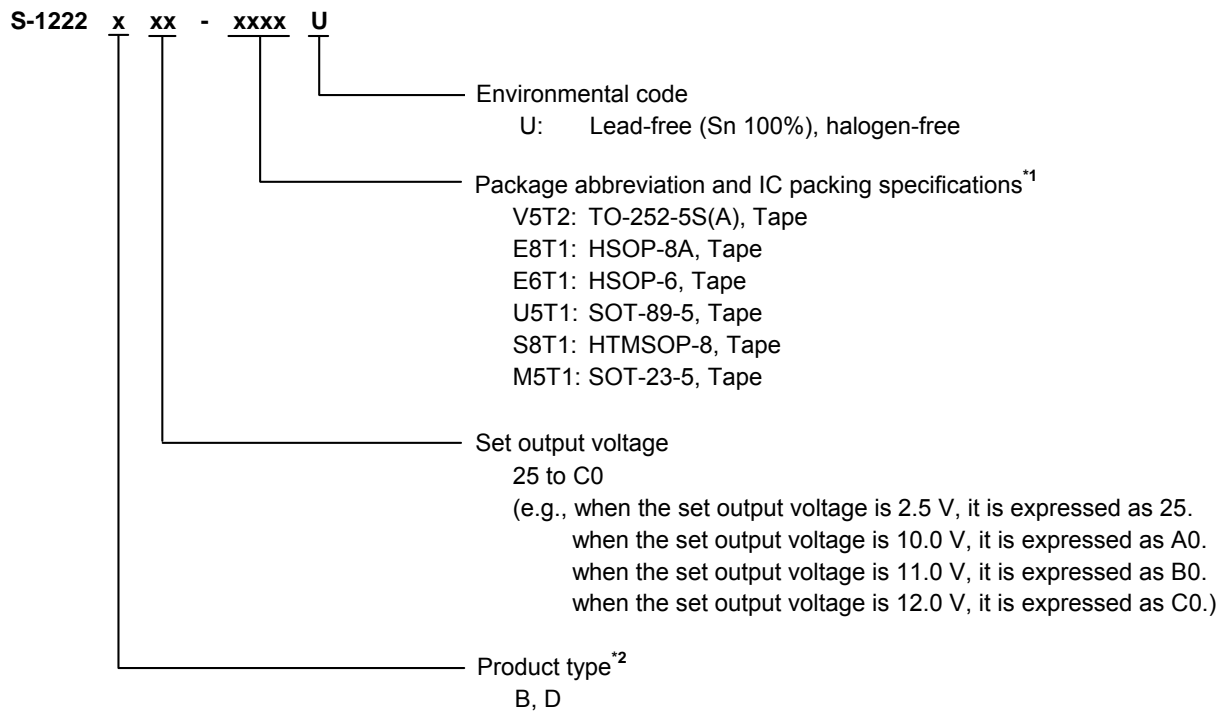 S-1222 x xx - xxxx U
Environmental code
U: Lead-free (Sn 100%), halogen-free
Package abbreviation and IC packing specifications*1
V5T2: TO-252-5S(A), Tape
E8T1: HSOP-8A, Tape
E6T1: HSOP-6, Tape
U5T1: SOT-89-5, Tape
S8T1: HTMSOP-8, Tape
M5T1: SOT-23-5, Tape
Set output voltage
25 to C0
(e.g., when the set output voltage is 2.5 V, it is expressed as 25.
when the set output voltage is 10.0 V, it is expressed as A0.
when the set output voltage is 11.0 V, it is expressed as B0.
when the set output voltage is 12.0 V, it is expressed as C0.)
Product type*2
B, D